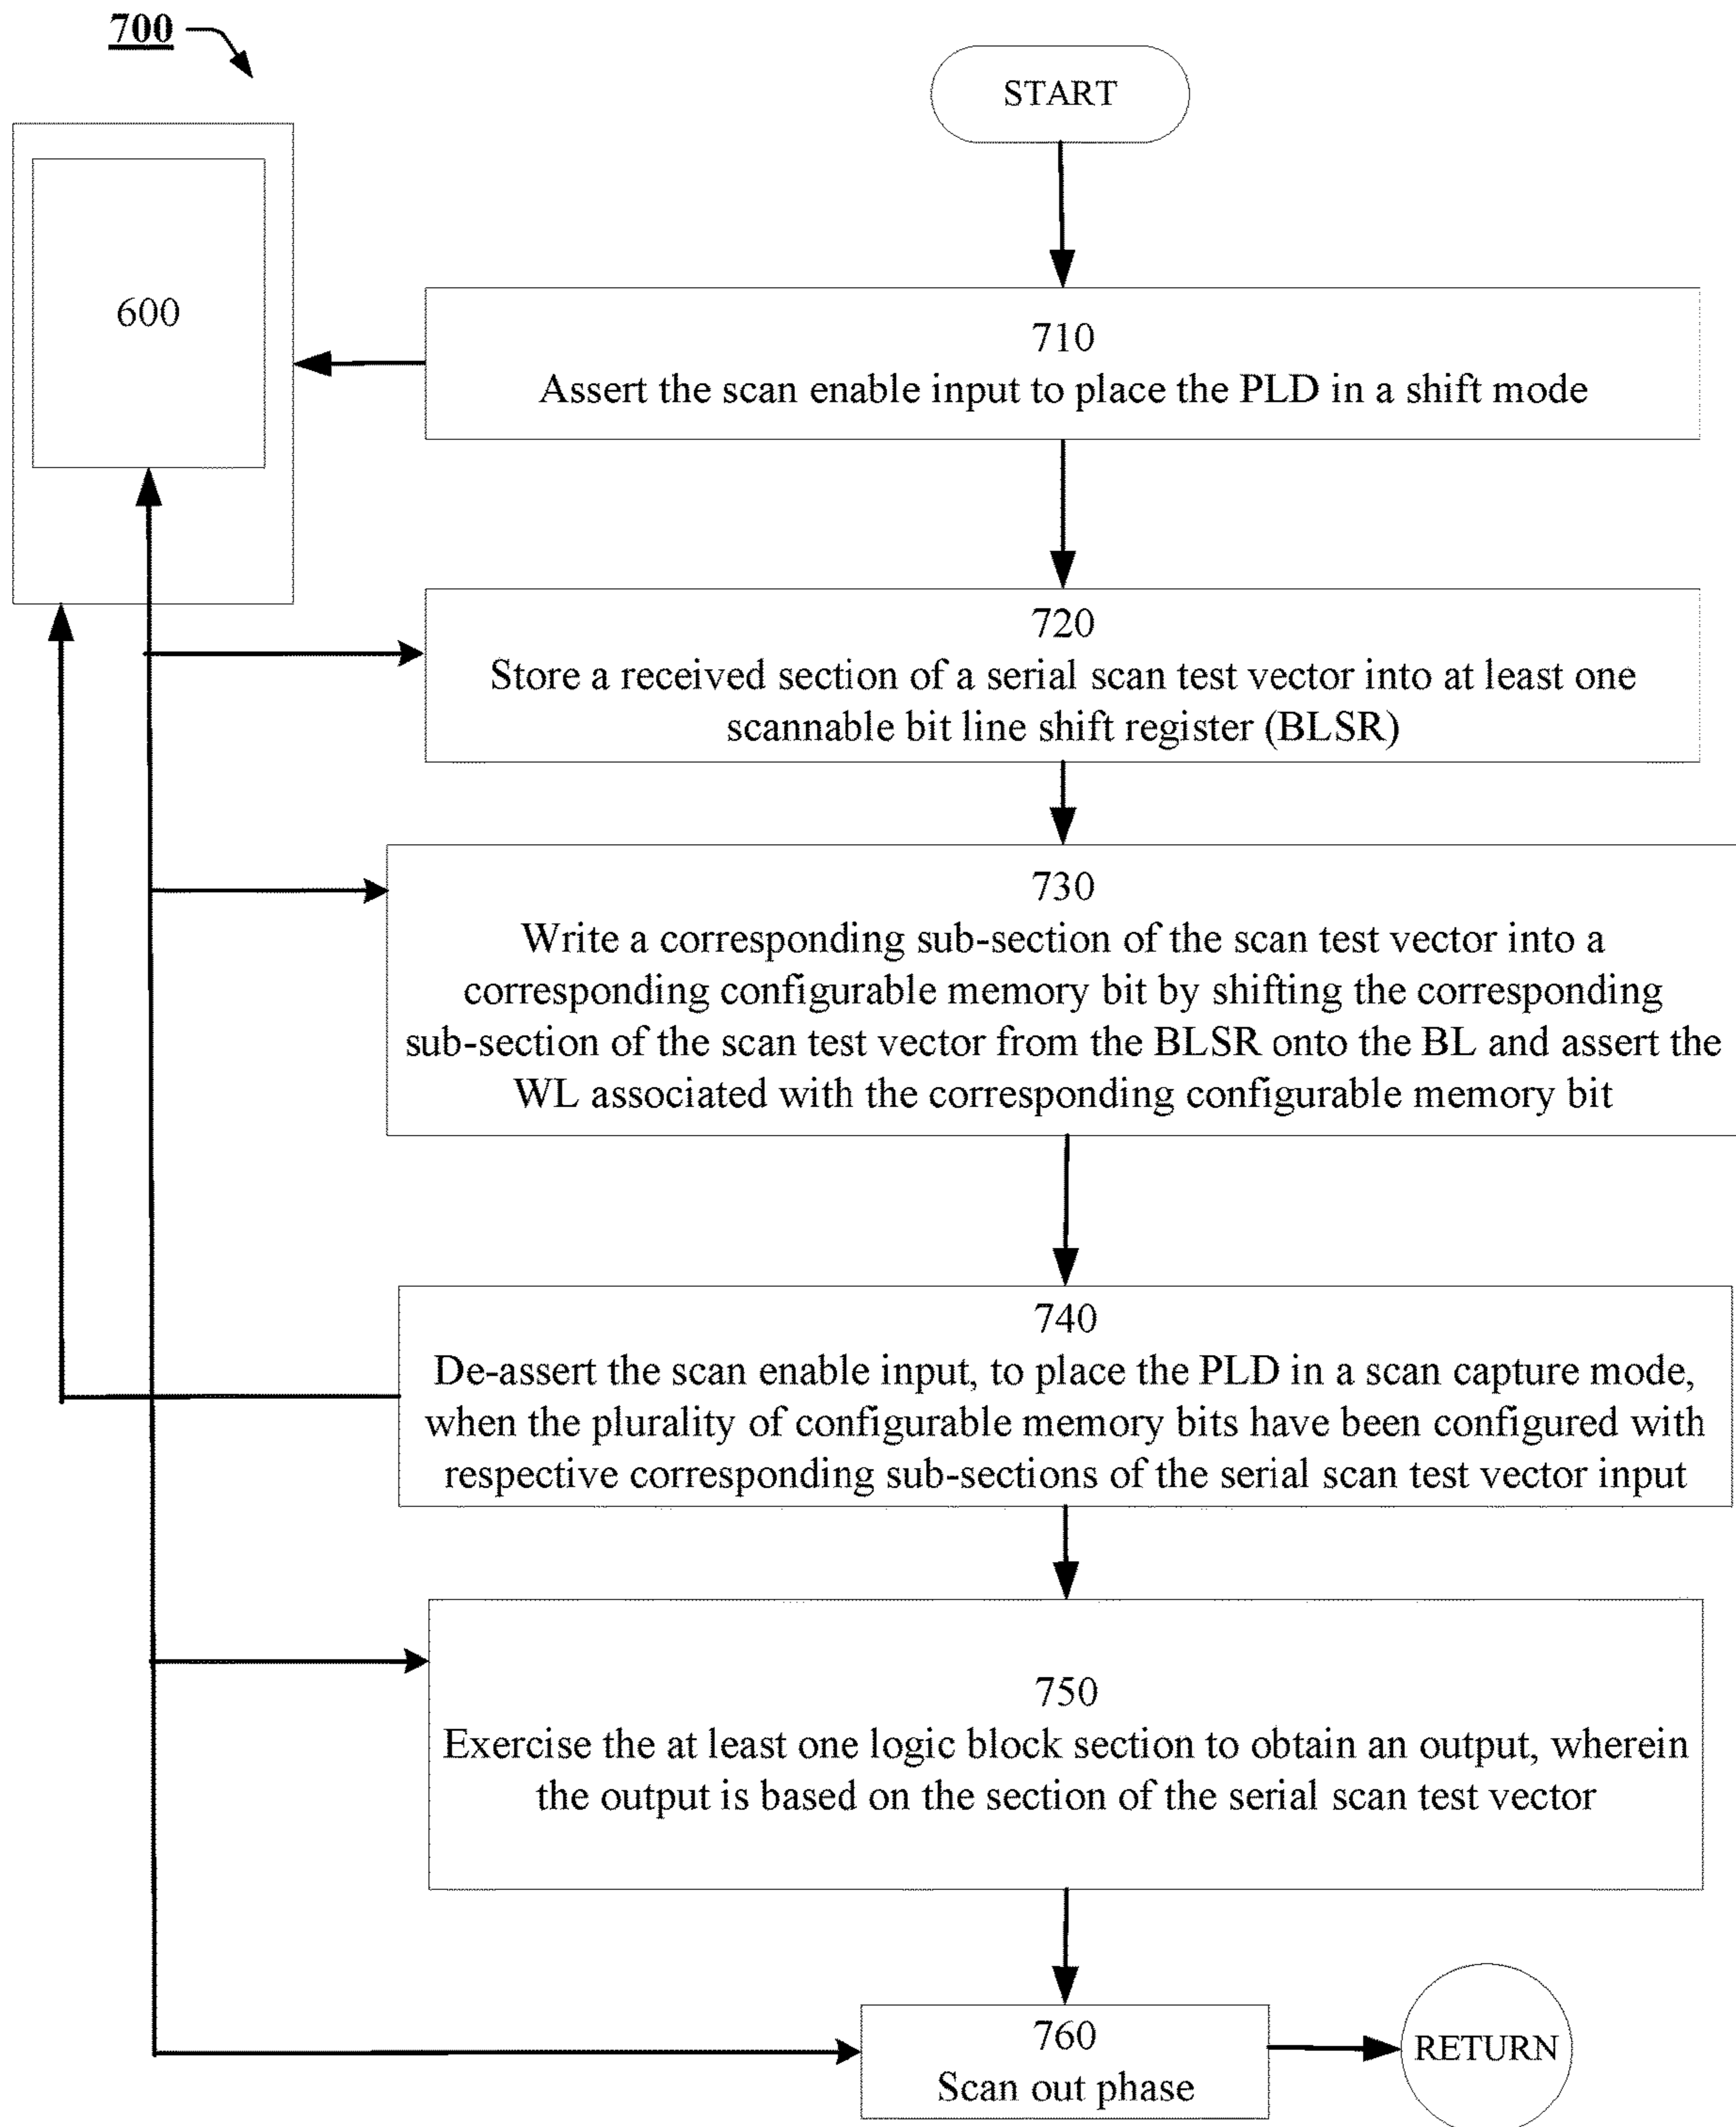 700
START
600
710
Assert the scan enable input to place the PLD in a shift mode
720
Store a received section of a serial scan test vector into at least one
scannable bit line shift register (BLSR)
730
Write a corresponding sub-section of the scan test vector into a
corresponding configurable memory bit by shifting the corresponding
sub-section of the scan test vector from the BLSR onto the BL and assert the
WL associated with the corresponding configurable memory bit
740
De-assert the scan enable input, to place the PLD in a scan capture mode,
when the plurality of configurable memory bits have been configured with
respective corresponding sub-sections of the serial scan test vector input
750
Exercise the at least one logic block section to obtain an output, wherein
the output is based on the section of the serial scan test vector
760
Scan out phase
RETURN